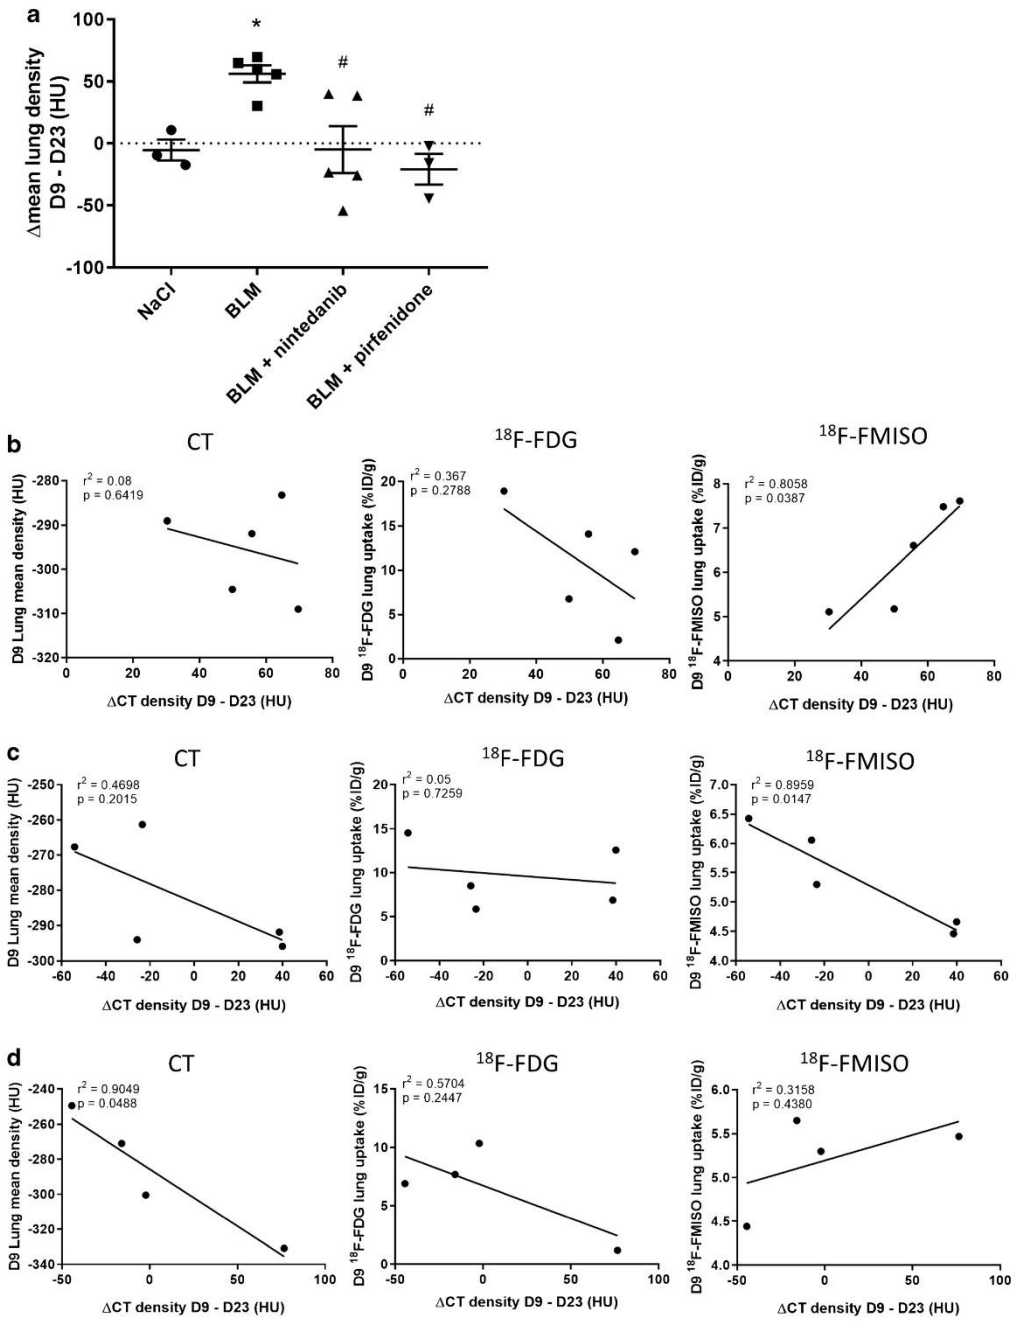 a
Δmean lung density
D9 - D23 (HU)
100
50
0
-50
-100
*
#
#
NaCl
BLM
BLM + nintedanib
BLM + pirfenidone
b
CT
r² = 0.08
p = 0.6419
D9 Lung mean density (HU)
-280
-290
-300
-310
-320
0 20 40 60 80
ΔCT density D9 - D23 (HU)
¹⁸F-FDG
r² = 0.367
p = 0.2788
D9 ¹⁸F-FDG lung uptake (%ID/g)
20
15
10
5
0
0 20 40 60 80
ΔCT density D9 - D23 (HU)
¹⁸F-FMISO
r² = 0.8058
p = 0.0387
D9 ¹⁸F-FMISO lung uptake (%ID/g)
8
7
6
5
4
0 20 40 60 80
ΔCT density D9 - D23 (HU)
c
CT
r² = 0.4698
p = 0.2015
D9 Lung mean density (HU)
-250
-260
-270
-280
-290
-300
-60 -40 -20 0 20 40 60
ΔCT density D9 - D23 (HU)
¹⁸F-FDG
r² = 0.05
p = 0.7259
D9 ¹⁸F-FDG lung uptake (%ID/g)
20
15
10
5
0
-60 -40 -20 0 20 40 60
ΔCT density D9 - D23 (HU)
¹⁸F-FMISO
r² = 0.8959
p = 0.0147
D9 ¹⁸F-FMISO lung uptake (%ID/g)
7.0
6.5
6.0
5.5
5.0
4.5
4.0
-60 -40 -20 0 20 40 60
ΔCT density D9 - D23 (HU)
d
CT
r² = 0.9049
p = 0.0488
D9 Lung mean density (HU)
-240
-260
-280
-300
-320
-340
-50 0 50 100
ΔCT density D9 - D23 (HU)
¹⁸F-FDG
r² = 0.5704
p = 0.2447
D9 ¹⁸F-FDG lung uptake (%ID/g)
15
10
5
0
-50 0 50 100
ΔCT density D9 - D23 (HU)
¹⁸F-FMISO
r² = 0.3158
p = 0.4380
D9 ¹⁸F-FMISO lung uptake (%ID/g)
6.0
5.5
5.0
4.5
4.0
-50 0 50 100
ΔCT density D9 - D23 (HU)